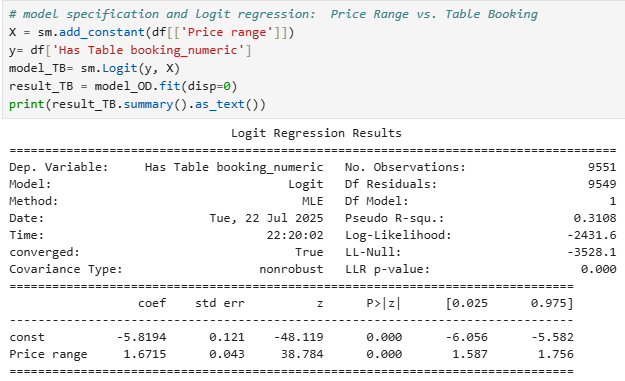 # model specification and logit regression:  Price Range vs. Table Booking
X = sm.add_constant(df[['Price range']])
y= df['Has Table booking_numeric']
model_TB= sm.Logit(y, X)
result_TB = model_OD.fit(disp=0)
print(result_TB.summary().as_text())
Logit Regression Results
==============================================================================
Dep. Variable:     Has Table booking_numeric   No. Observations:                 9551
Model:                                 Logit   Df Residuals:                     9549
Method:                                  MLE   Df Model:                            1
Date:                       Tue, 22 Jul 2025   Pseudo R-squ.:                  0.3108
Time:                               22:20:02   Log-Likelihood:                -2431.6
converged:                              True   LL-Null:                       -3528.1
Covariance Type:                   nonrobust   LLR p-value:                     0.000
==============================================================================
coef    std err          z      P>|z|      [0.025      0.975]
------------------------------------------------------------------------------
const          -5.8194      0.121    -48.119      0.000      -6.056      -5.582
Price range     1.6715      0.043     38.784      0.000       1.587       1.756
==============================================================================